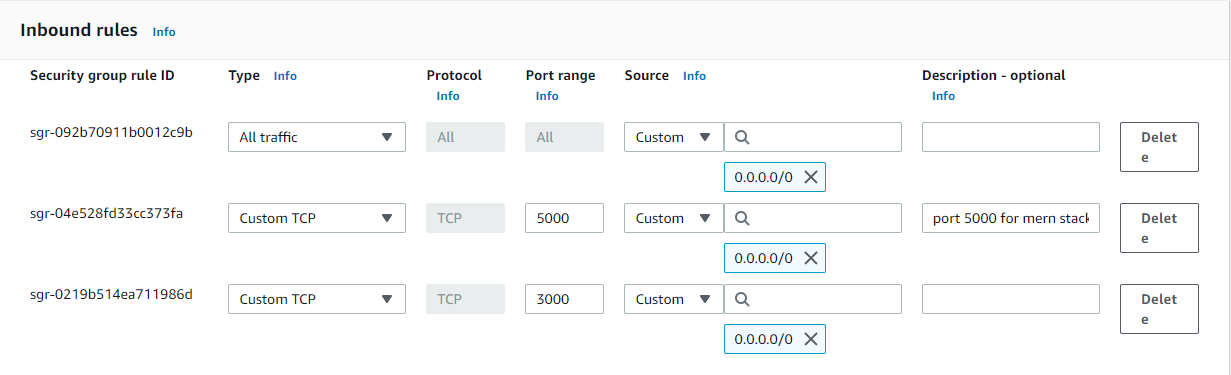 Inbound rules Info
Security group rule ID Type Info Protocol Port range Source Info Description - optional
Info Info Info
sgr-092b70911b0012c9b All traffic All All Custom Delet
e
0.0.0.0/0
sgr-04e528fd33cc373fa Custom TCP TCP 5000 Custom port 5000 for mern stack Delet
e
0.0.0.0/0
sgr-0219b514ea711986d Custom TCP TCP 3000 Custom Delet
e
0.0.0.0/0